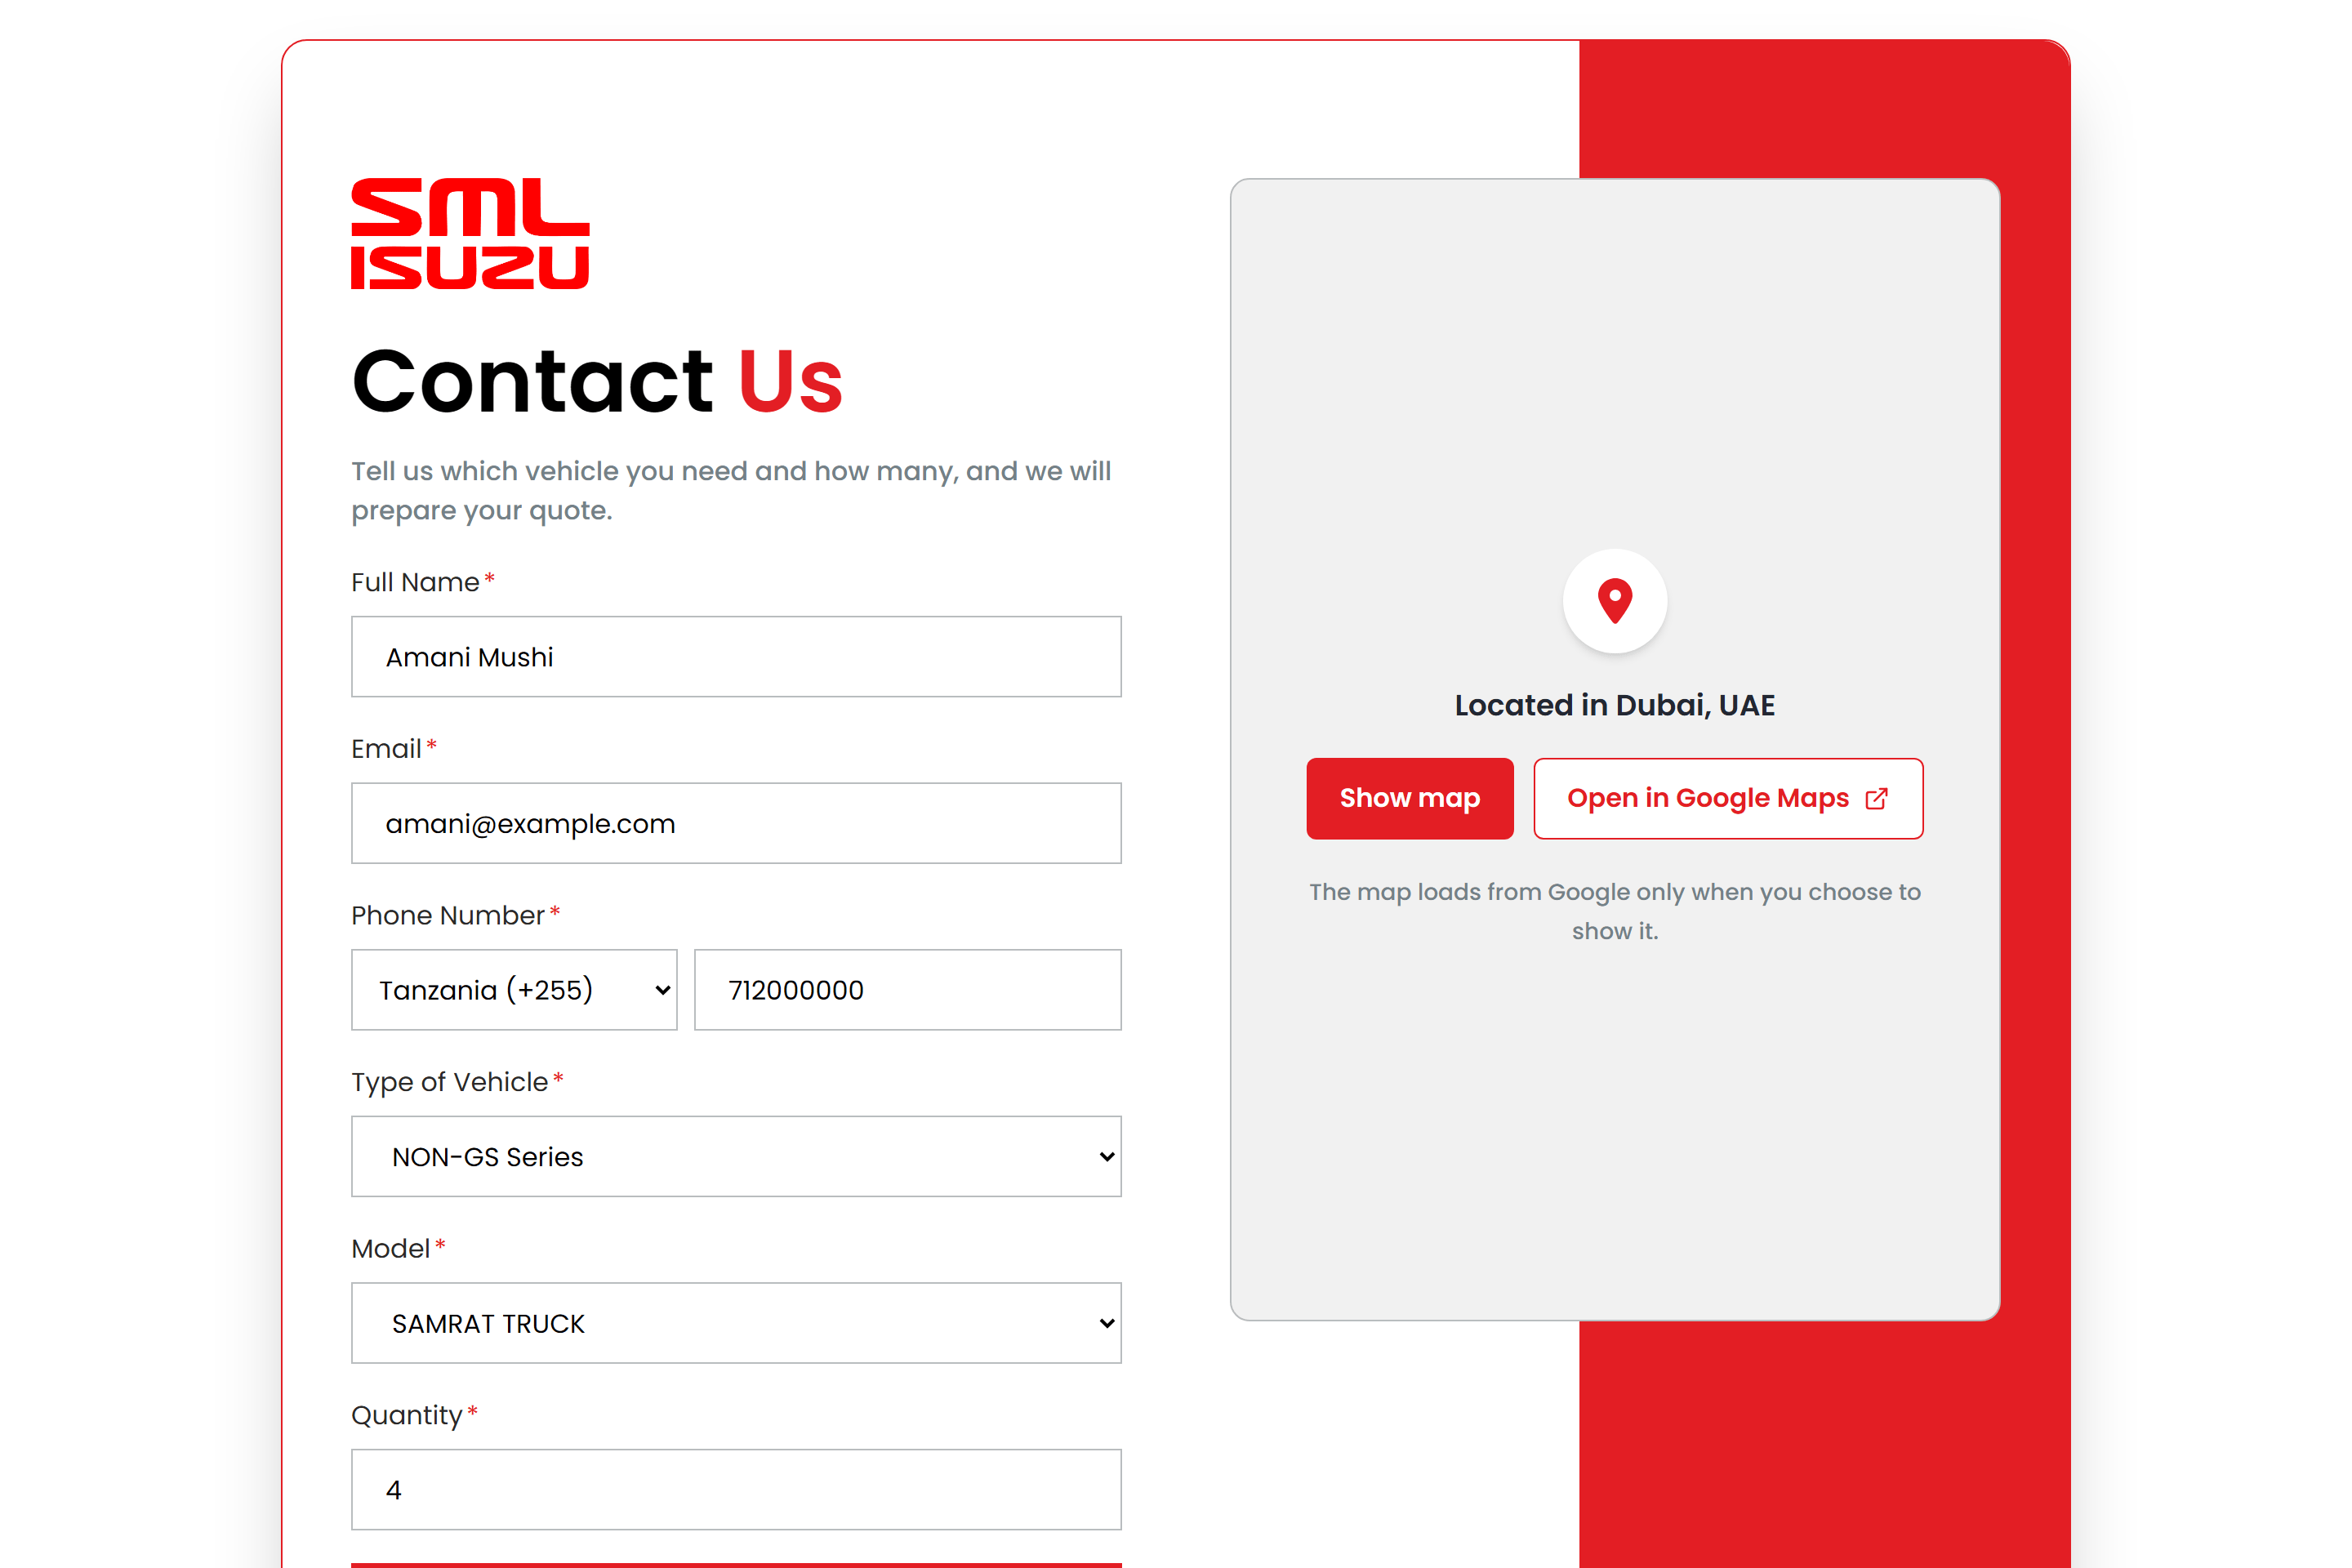 SML
ISUZU
Contact Us
Tell us which vehicle you need and how many, and we will
prepare your quote.
Full Name*
Amani Mushi
Email*
amani@example.com
Phone Number*
Tanzania (+255)
712000000
Type of Vehicle*
NON-GS Series
Model*
SAMRAT TRUCK
Quantity*
4
Located in Dubai, UAE
Show map
Open in Google Maps
The map loads from Google only when you choose to
show it.